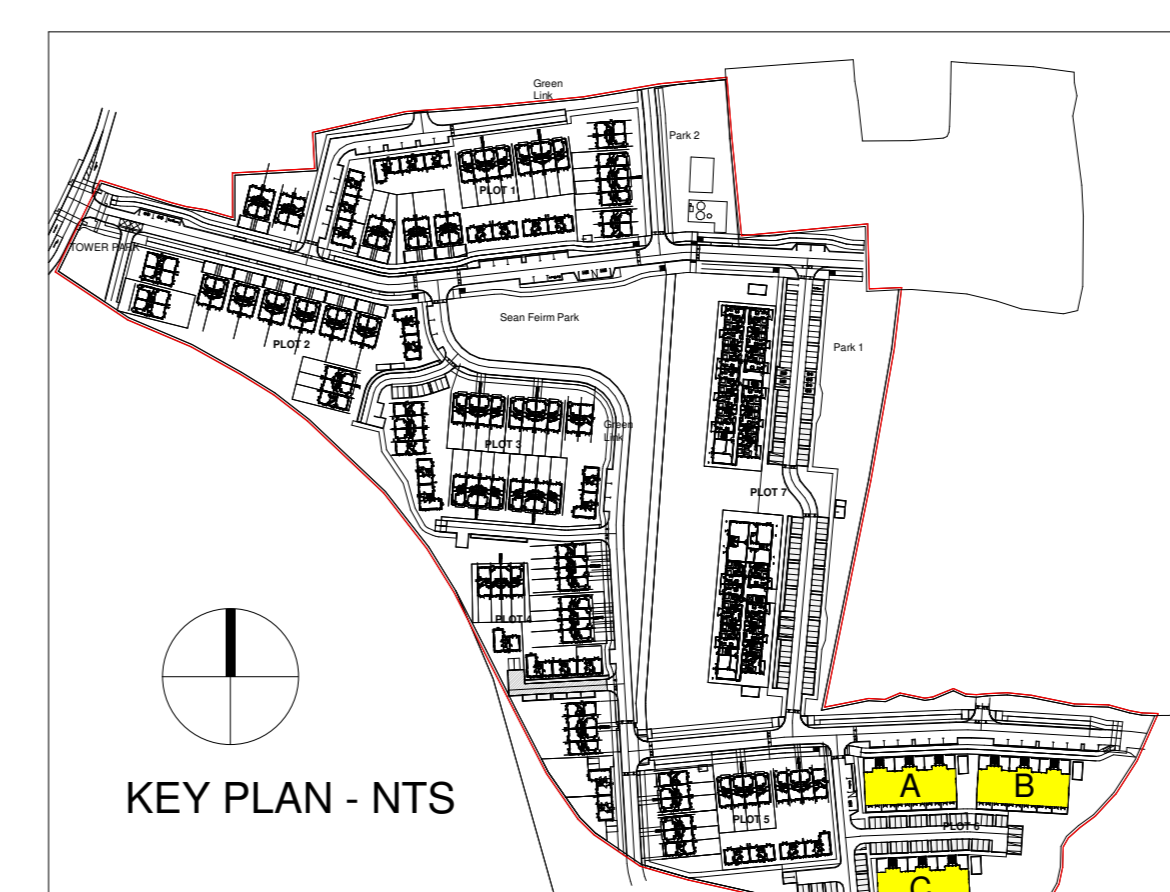 Green
Link
Park 2
PLOT 1
TOWER PARK
Sean Feirm Park
PLOT 2
Park 1
Green
Link
PLOT 3
PLOT 7
PLOT 4
KEY PLAN - NTS
A
B
PLOT 5
PLOT 6
C